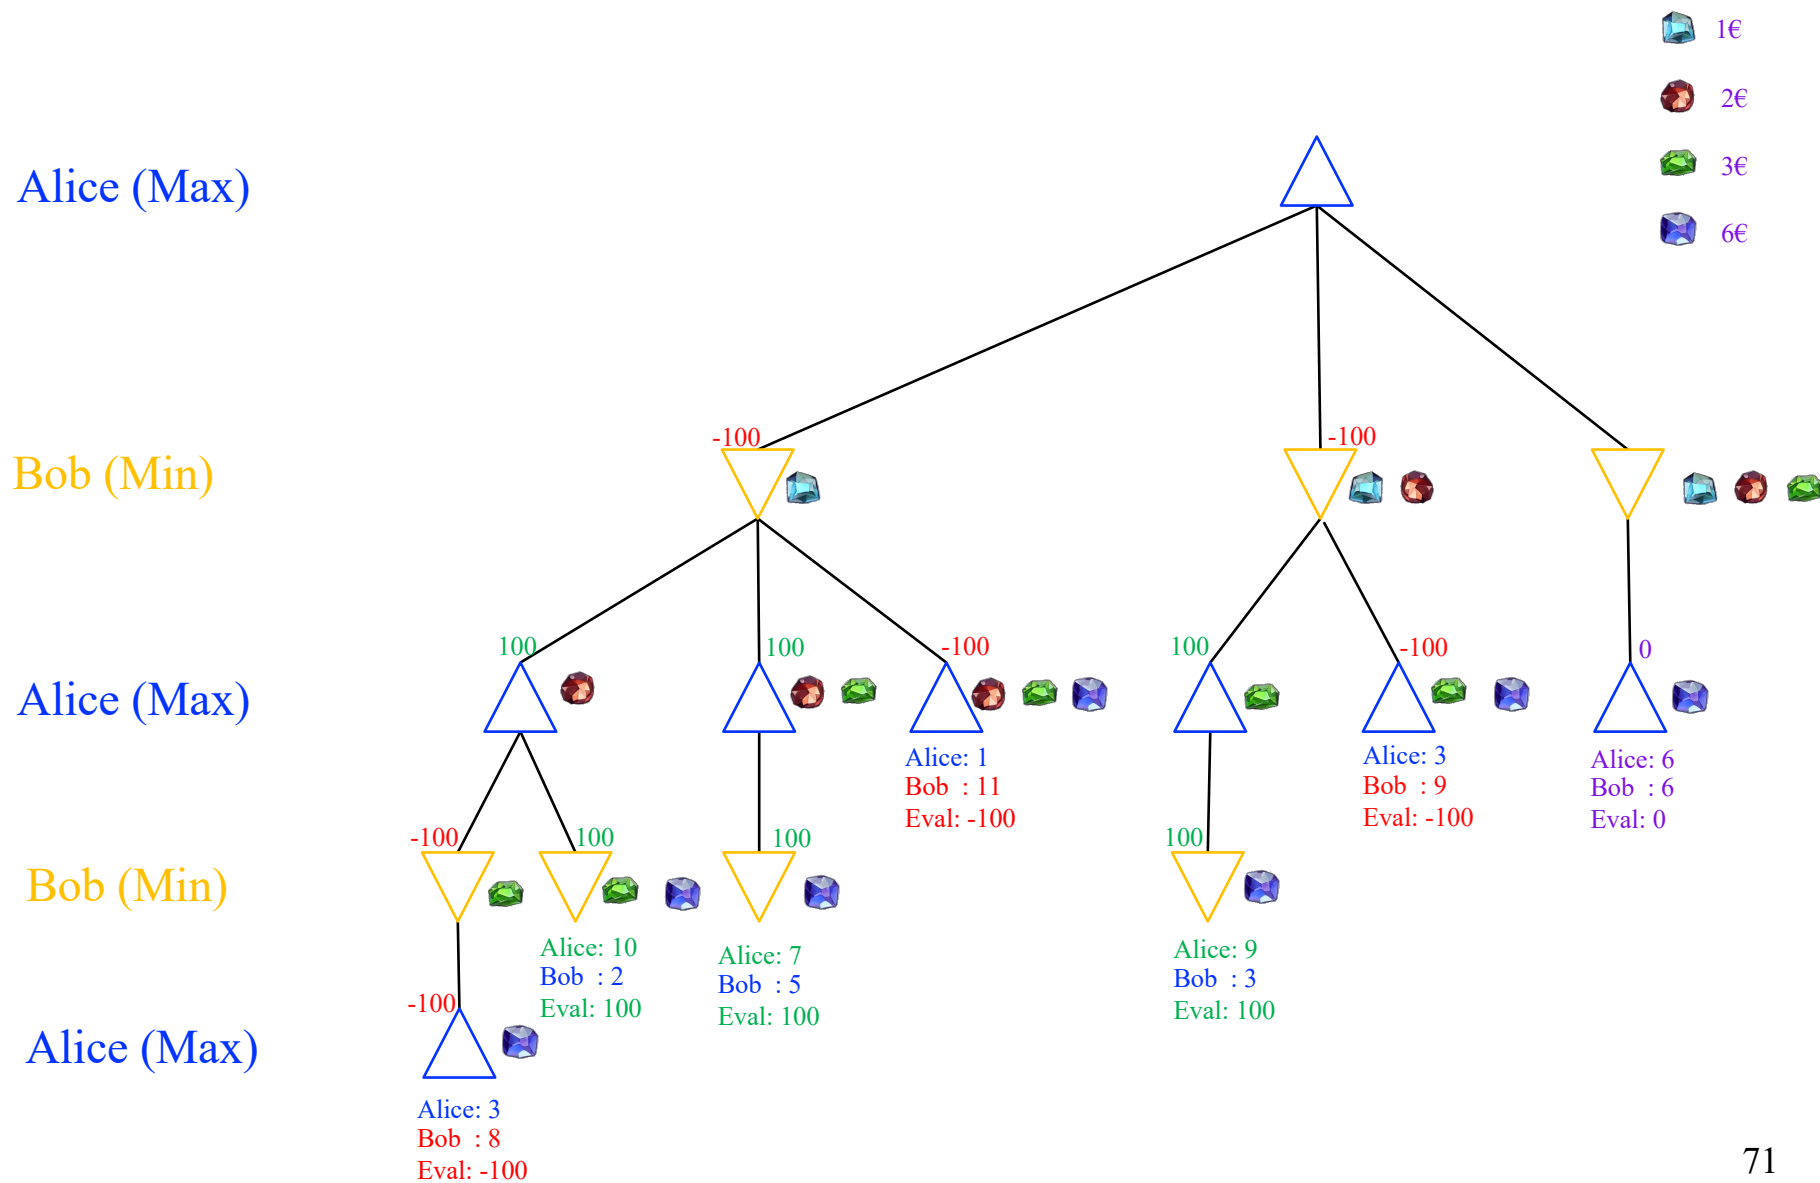 1€
2€
Alice (Max)
3€
6€
-100
-100
Bob (Min)
100
100
-100
100
-100
0
Alice (Max)
Alice: 1
Bob : 11
Eval: -100
Alice: 3
Bob : 9
Eval: -100
Alice: 6
Bob : 6
Eval: 0
-100
100
100
100
Bob (Min)
Alice: 10
Bob : 2
Eval: 100
Alice: 7
Bob : 5
Eval: 100
Alice: 9
Bob : 3
Eval: 100
-100
Alice (Max)
Alice: 3
Bob : 8
Eval: -100
71